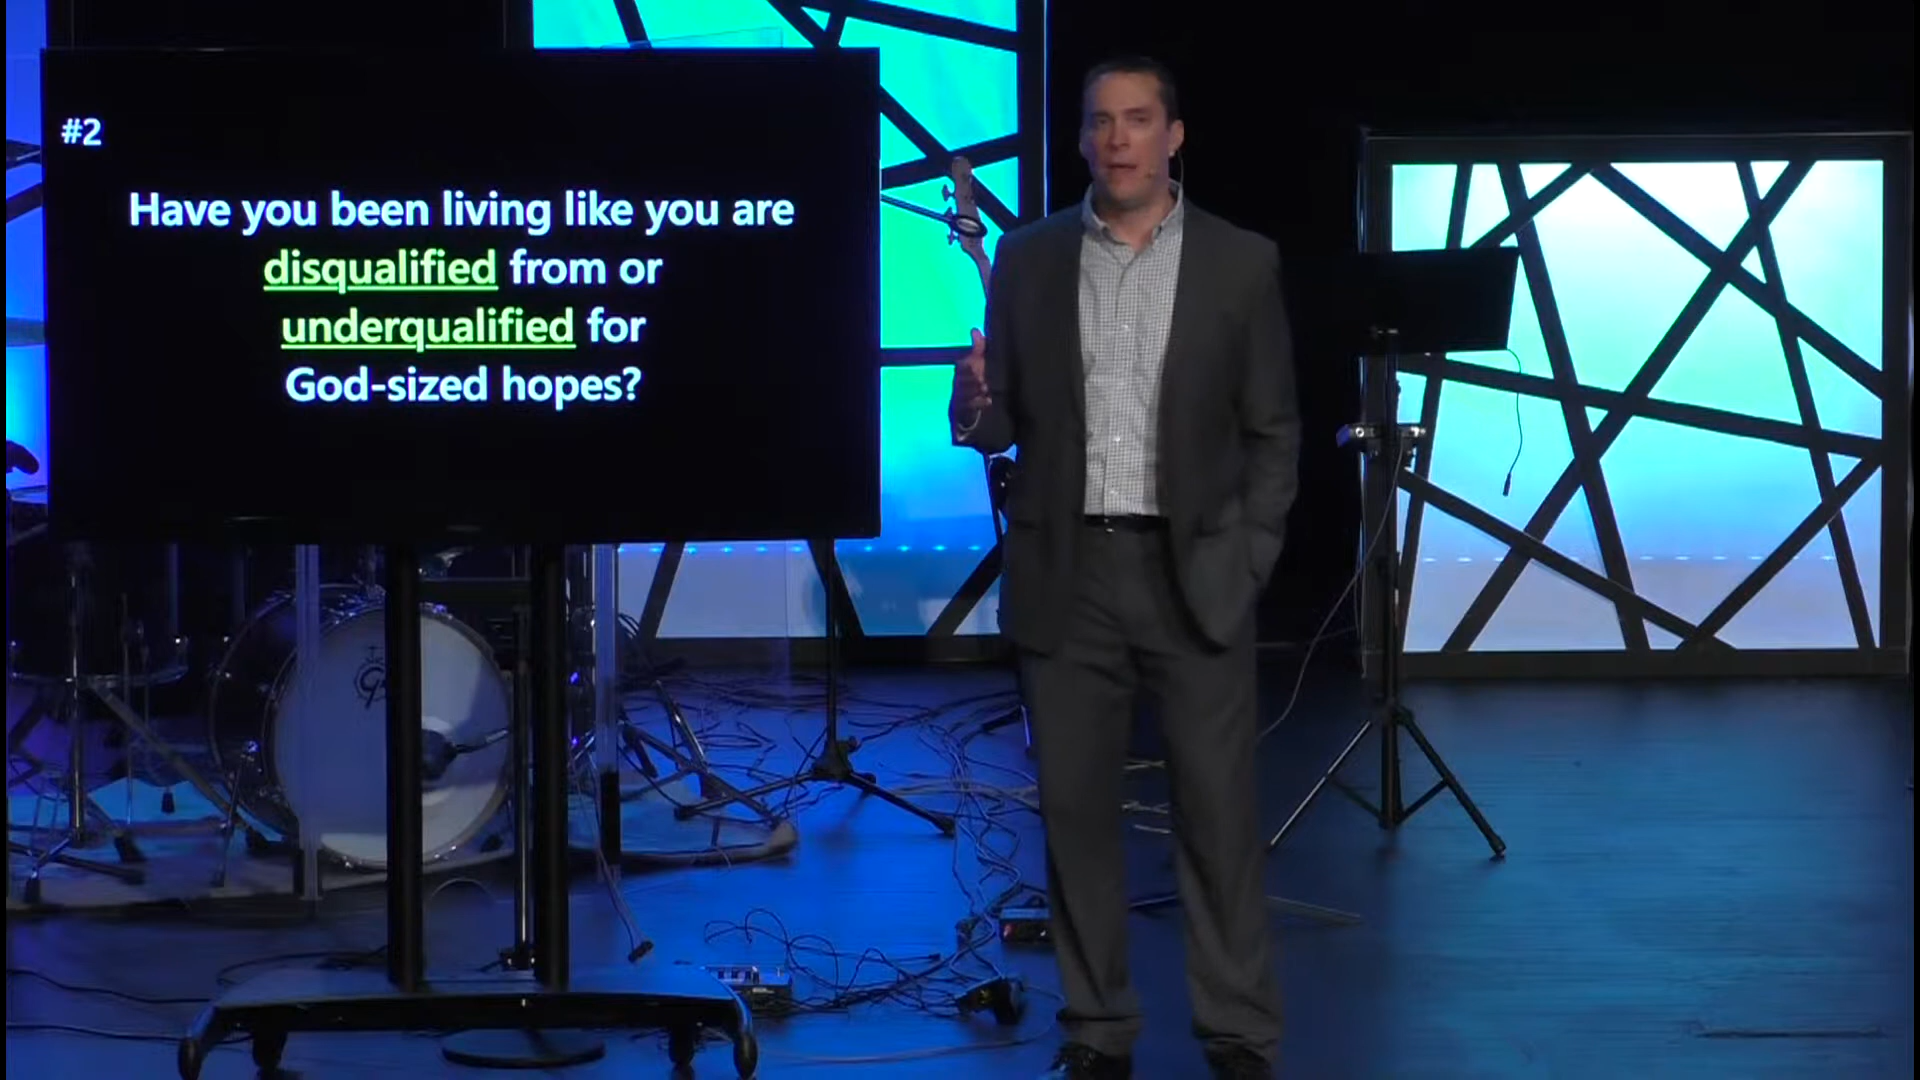 #2
Have you been living like you are
disqualified from or
underqualified for
God-sized hopes?